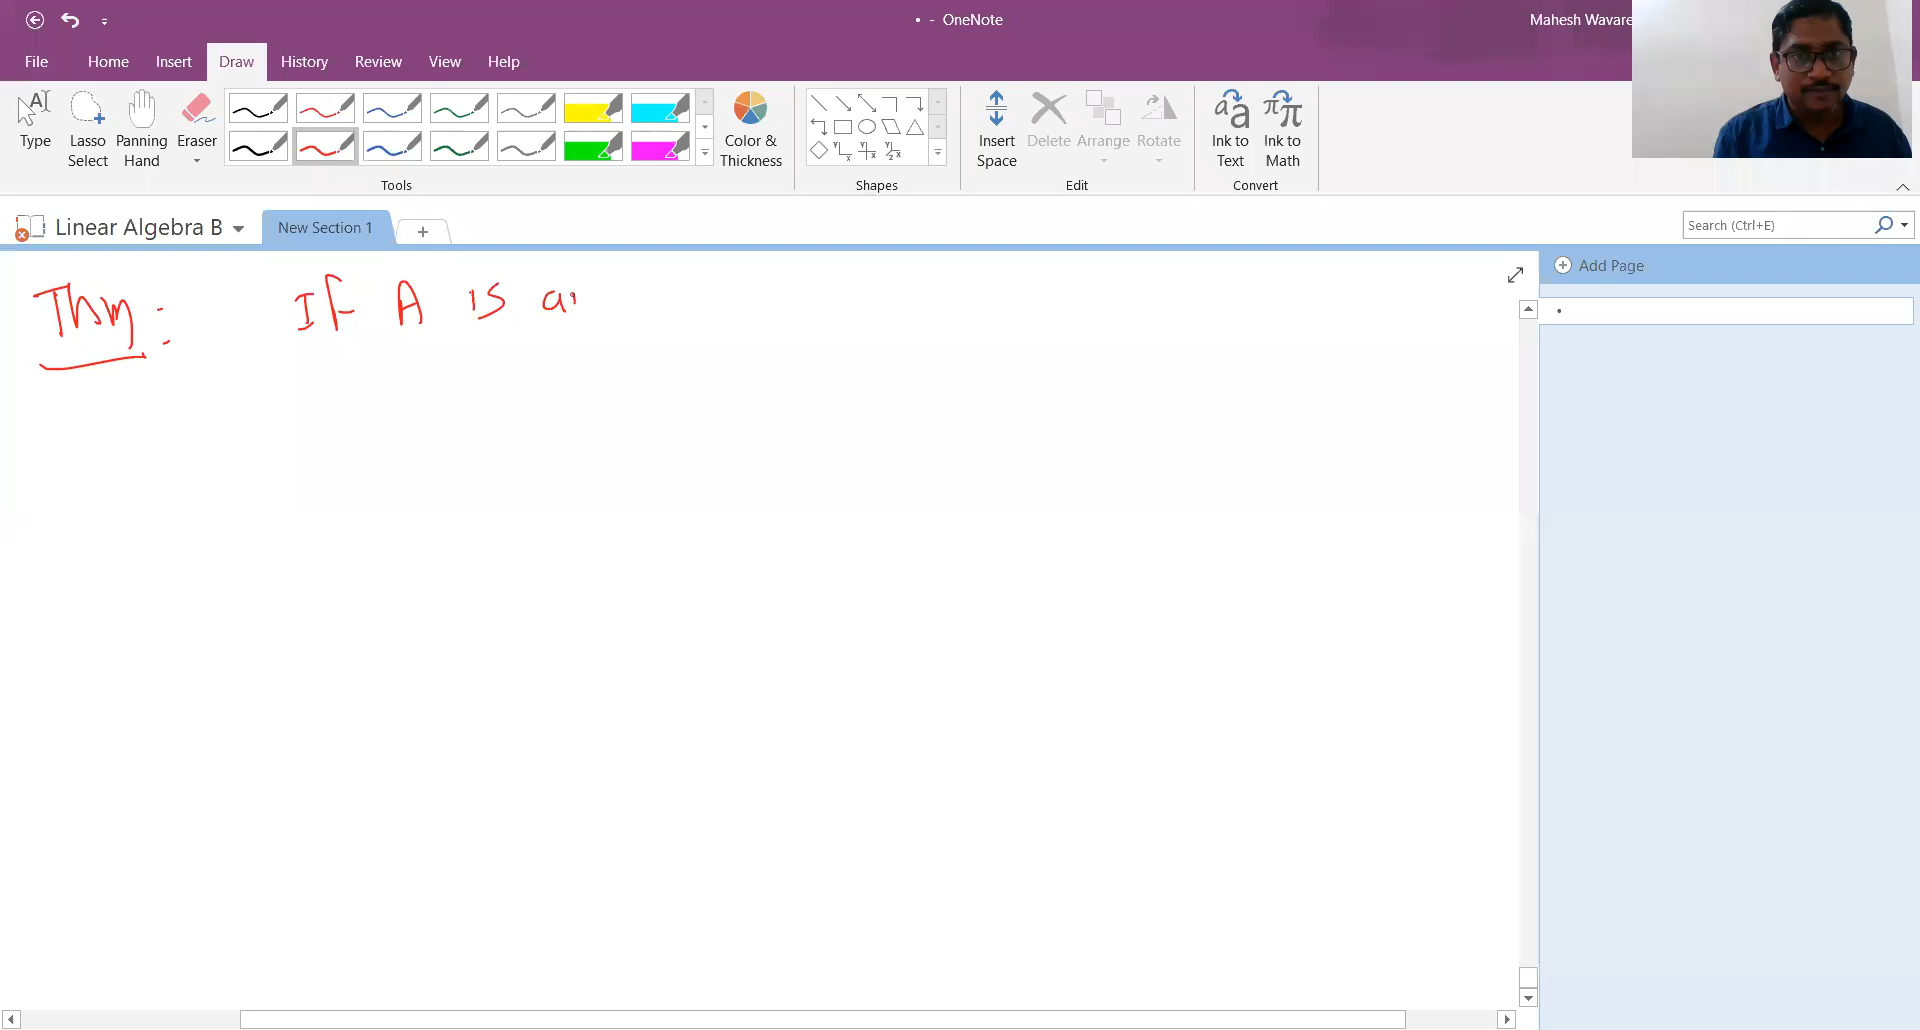 OneNote
Mahesh Wavare
File Home Insert Draw History Review View Help
Type Lasso Select Panning Hand Eraser Color & Thickness Insert Space Delete Arrange Rotate Ink to Text Ink to Math
Tools Shapes Edit Convert
Linear Algebra B New Section 1
Search (Ctrl+E)
Add Page
Thm: If A is